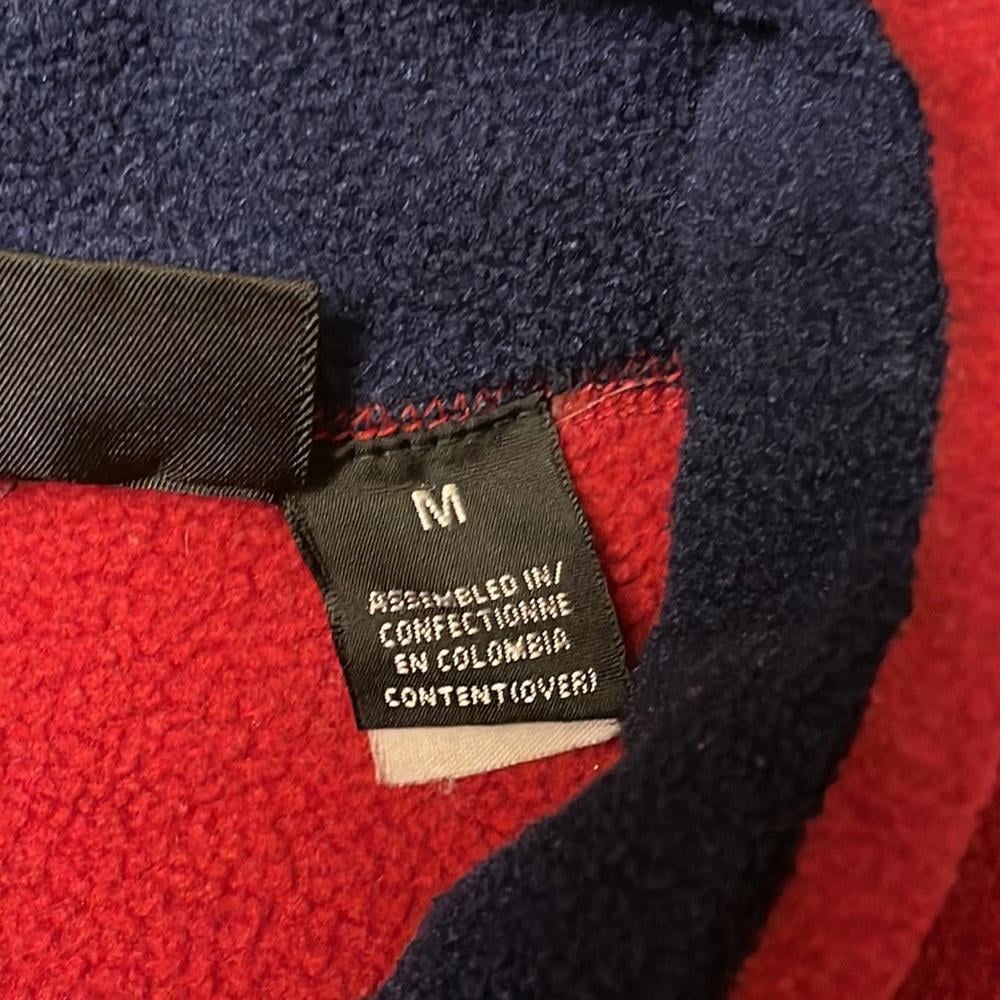 M
ASSEMBLED IN/
CONFECTIONNE
EN COLOMBIA
CONTENT(OVER)